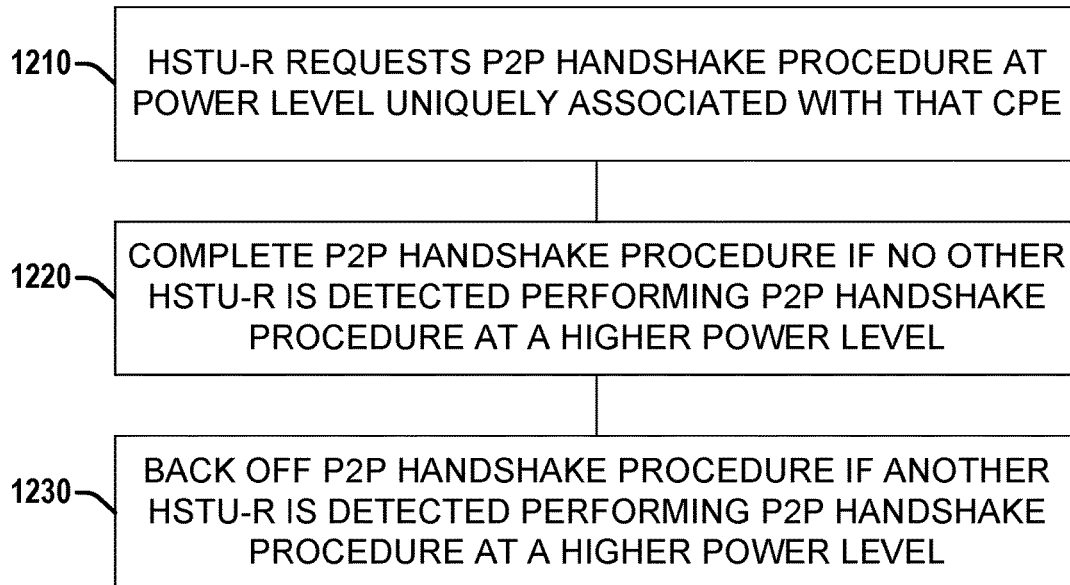 1210
HSTU-R REQUESTS P2P HANDSHAKE PROCEDURE AT
POWER LEVEL UNIQUELY ASSOCIATED WITH THAT CPE
1220
COMPLETE P2P HANDSHAKE PROCEDURE IF NO OTHER
HSTU-R IS DETECTED PERFORMING P2P HANDSHAKE
PROCEDURE AT A HIGHER POWER LEVEL
1230
BACK OFF P2P HANDSHAKE PROCEDURE IF ANOTHER
HSTU-R IS DETECTED PERFORMING P2P HANDSHAKE
PROCEDURE AT A HIGHER POWER LEVEL